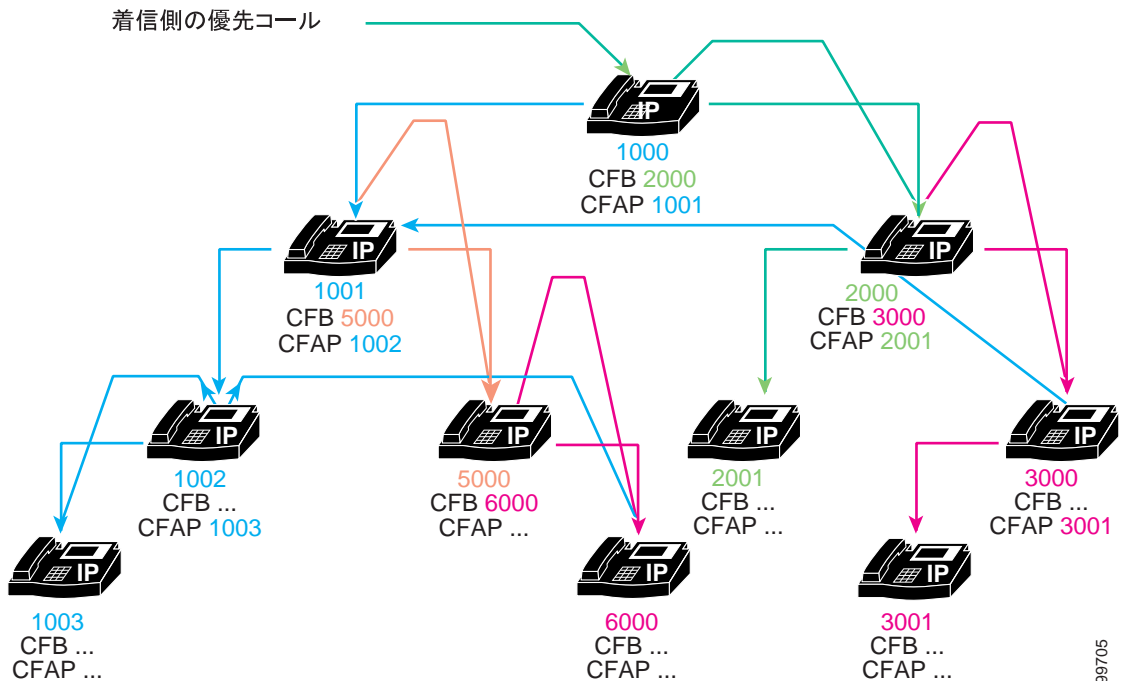 着信側の優先コール
IP
1000
CFB 2000
CFAP 1001
IP
1001
CFB 5000
CFAP 1002
IP
2000
CFB 3000
CFAP 2001
IP
1002
CFB ...
CFAP 1003
IP
5000
CFB 6000
CFAP ...
IP
2001
CFB ...
CFAP ...
IP
3000
CFB ...
CFAP 3001
IP
1003
CFB ...
CFAP ...
IP
6000
CFB ...
CFAP ...
IP
3001
CFB ...
CFAP ...
99705